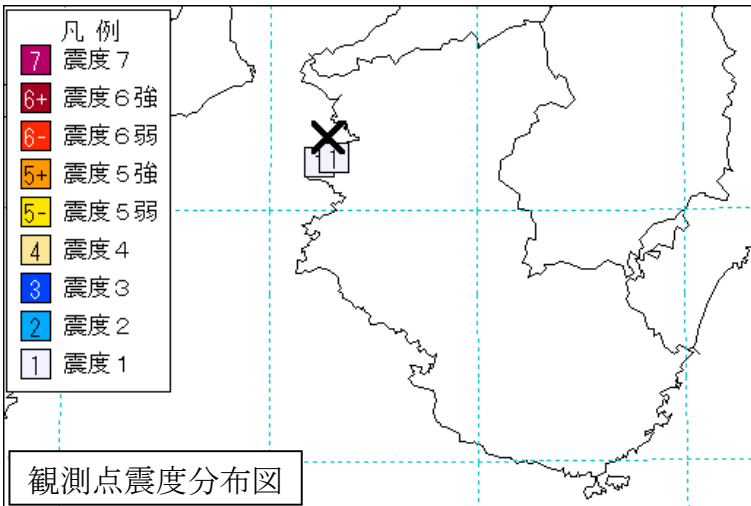 凡 例
7 震度７
6+ 震度６強
6- 震度６弱
5+ 震度５強
5- 震度５弱
4 震度４
3 震度３
2 震度２
1 震度１
1 1
観測点震度分布図